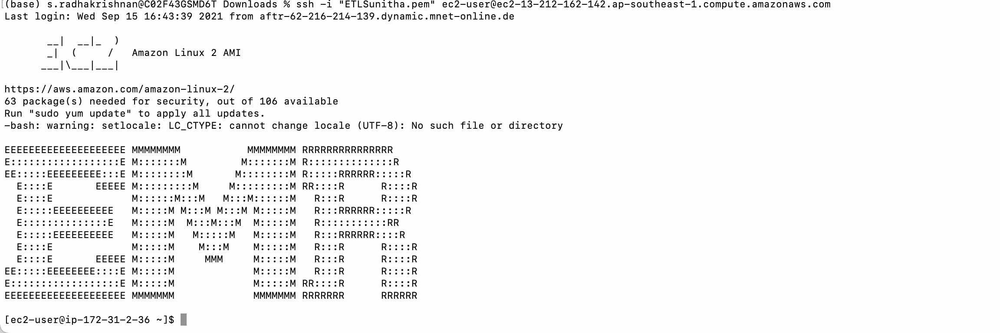 (base) s.radhakrishnan@C02F43GSMD6T Downloads % ssh -i "ETLSunitha.pem" ec2-user@ec2-13-212-162-142.ap-southeast-1.compute.amazonaws.com
Last login: Wed Sep 15 16:43:39 2021 from aftr-62-216-214-139.dynamic.mnet-online.de

       __|  __|_  )
       _|  (     /   Amazon Linux 2 AMI
      ___|\___|___|

https://aws.amazon.com/amazon-linux-2/
63 package(s) needed for security, out of 106 available
Run "sudo yum update" to apply all updates.
-bash: warning: setlocale: LC_CTYPE: cannot change locale (UTF-8): No such file or directory

EEEEEEEEEEEEEEEEEEEE MMMMMMMM           MMMMMMMM RRRRRRRRRRRRRRR
E::::::::::::::::::E M:::::::M         M:::::::M R::::::::::::::R
EE:::::EEEEEEEEE:::E M::::::::M       M::::::::M R:::::RRRRRR:::::R
  E::::E       EEEEE M:::::::::M     M:::::::::M RR::::R      R::::R
  E::::E             M::::::M:::M   M:::M::::::M   R:::R      R::::R
  E:::::EEEEEEEEEE   M:::::M M:::M M:::M M:::::M   R:::RRRRRR:::::R
  E::::::::::::::E   M:::::M  M:::M:::M  M:::::M   R:::::::::::RR
  E:::::EEEEEEEEEE   M:::::M   M:::::M   M:::::M   R:::RRRRRR::::R
  E::::E             M:::::M    M:::M    M:::::M   R:::R      R::::R
  E::::E       EEEEE M:::::M     MMM     M:::::M   R:::R      R::::R
EE:::::EEEEEEEE::::E M:::::M             M:::::M   R:::R      R::::R
E::::::::::::::::::E M:::::M             M:::::M RR::::R      R::::R
EEEEEEEEEEEEEEEEEEEE MMMMMMM             MMMMMMM RRRRRRR      RRRRRR

[ec2-user@ip-172-31-2-36 ~]$